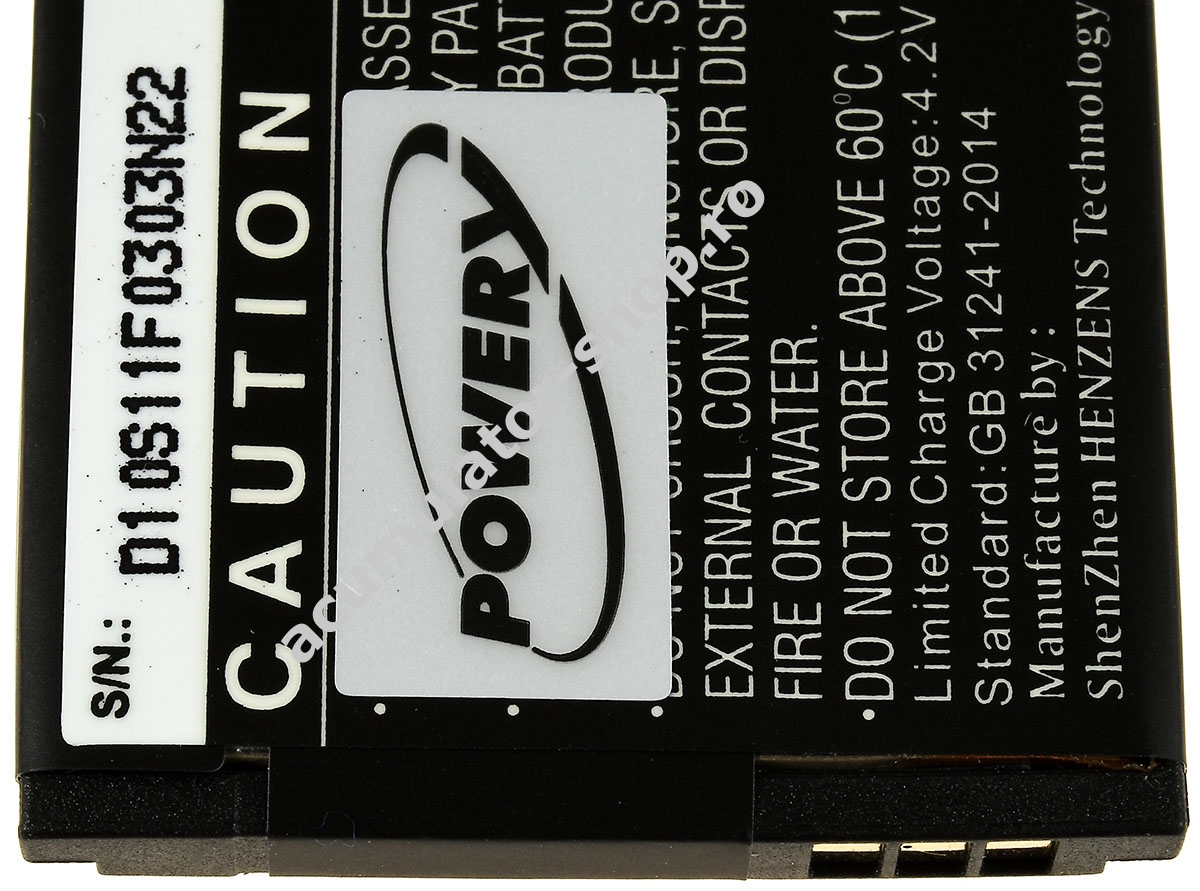 S/N.: D10S11F0303N22
CAUTION
POWERY
EXTERNAL CONTACTS OR
FIRE OR WATER.
DO NOT STORE ABOVE 60°C (1
Limited Charge Voltage:4.2V
Standard:GB 31241-2014
Manufacture by :
ShenZhen HENZENS Technology
acumulator-shop.ro